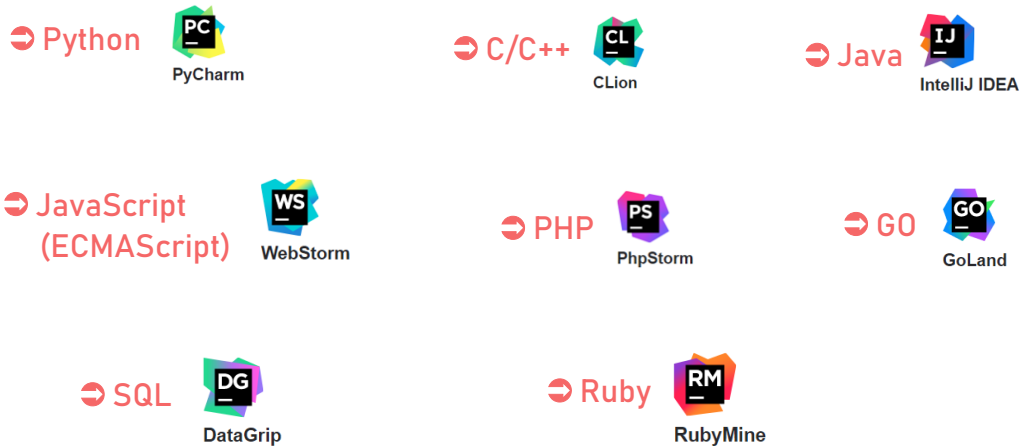 Python
PC
PyCharm
C/C++
CL
CLion
Java
IJ
IntelliJ IDEA
JavaScript
(ECMAScript)
WS
WebStorm
PHP
PS
PhpStorm
GO
GO
GoLand
SQL
DG
DataGrip
Ruby
RM
RubyMine